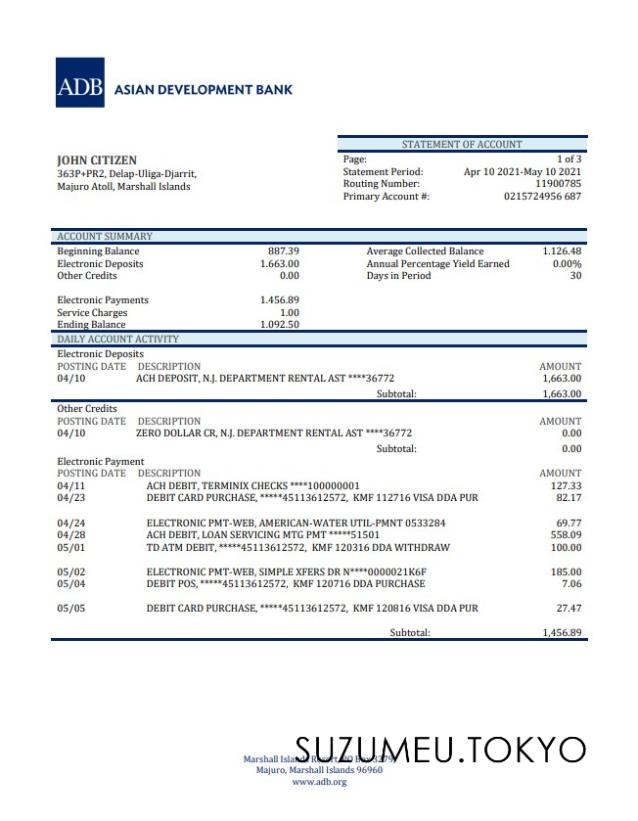 ADB ASIAN DEVELOPMENT BANK
STATEMENT OF ACCOUNT
JOHN CITIZEN
363P+PR2, Delap-Uliga-Djarrit,
Majuro Atoll, Marshall Islands
Page: 1 of 3
Statement Period: Apr 10 2021-May 10 2021
Routing Number: 11900785
Primary Account #: 0215724956 687
ACCOUNT SUMMARY
Beginning Balance 887.39 Average Collected Balance 1.126.48
Electronic Deposits 1.663.00 Annual Percentage Yield Earned 0.00%
Other Credits 0.00 Days in Period 30
Electronic Payments 1.456.89
Service Charges 1.00
Ending Balance 1.092.50
DAILY ACCOUNT ACTIVITY
Electronic Deposits
POSTING DATE DESCRIPTION AMOUNT
04/10 ACH DEPOSIT, N.J. DEPARTMENT RENTAL AST ****36772 1,663.00
Subtotal: 1,663.00
Other Credits
POSTING DATE DESCRIPTION AMOUNT
04/10 ZERO DOLLAR CR, N.J. DEPARTMENT RENTAL AST ****36772 0.00
Subtotal: 0.00
Electronic Payment
POSTING DATE DESCRIPTION AMOUNT
04/11 ACH DEBIT, TERMINIX CHECKS ****100000001 127.33
04/23 DEBIT CARD PURCHASE, *****45113612572, KMF 112716 VISA DDA PUR 82.17
04/24 ELECTRONIC PMT-WEB, AMERICAN-WATER UTIL-PMNT 0533284 69.77
04/28 ACH DEBIT, LOAN SERVICING MTG PMT *****51501 558.09
05/01 TD ATM DEBIT, *****45113612572, KMF 120316 DDA WITHDRAW 100.00
05/02 ELECTRONIC PMT-WEB, SIMPLE XFERS DR N****0000021K6F 185.00
05/04 DEBIT POS, *****45113612572, KMF 120716 DDA PURCHASE 7.06
05/05 DEBIT CARD PURCHASE, *****45113612572, KMF 120816 VISA DDA PUR 27.47
Subtotal: 1,456.89
SUZUMEU.TOKYO
Marshall Islands Resort, PO Box 3279,
Majuro, Marshall Islands 96960
www.adb.org